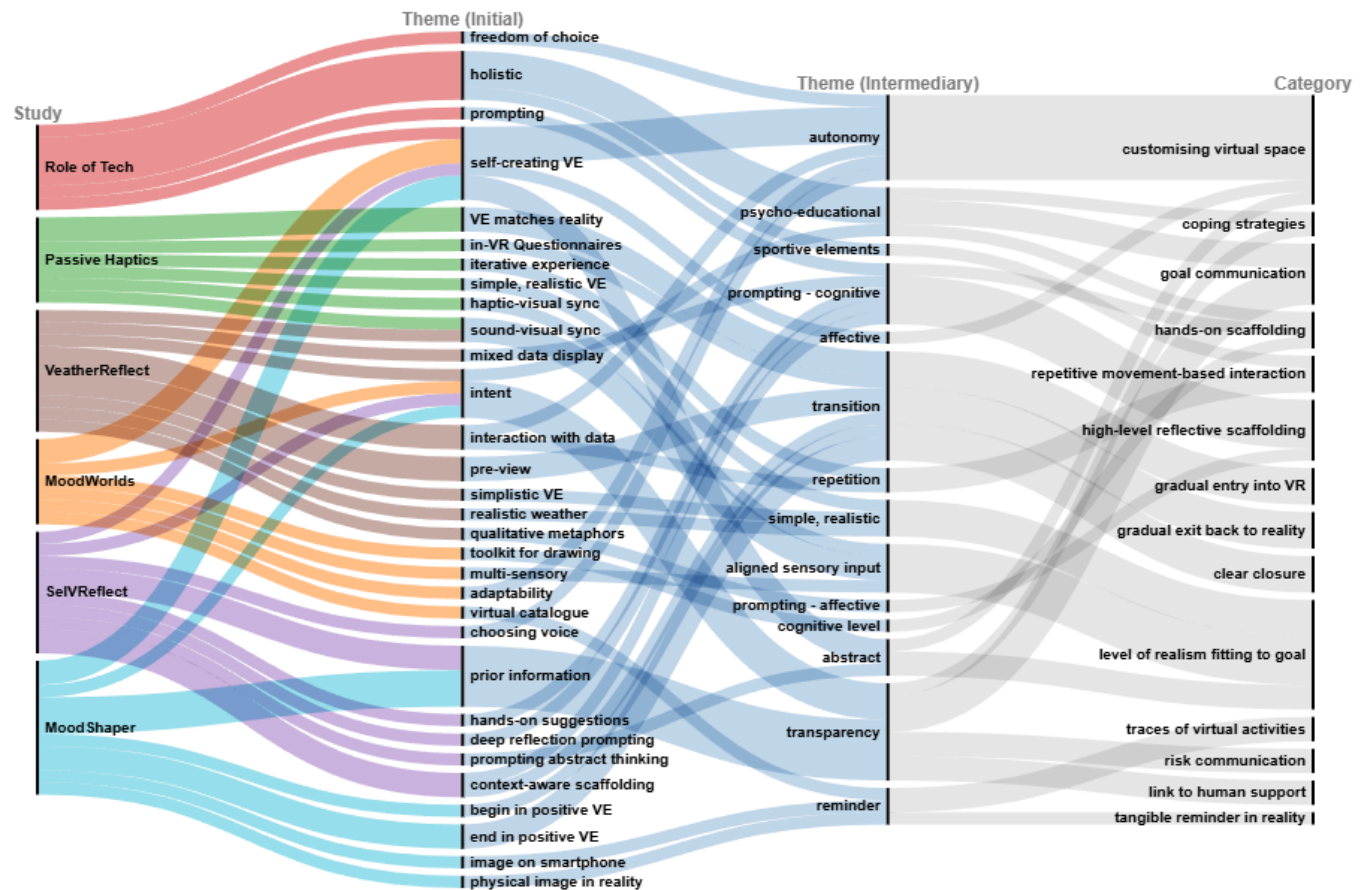 Theme (Initial)
freedom of choice
holistic
prompting
self-creating VE
VE matches reality
in-VR Questionnaires
iterative experience
simple, realistic VE
haptic-visual sync
sound-visual sync
mixed data display
intent
interaction with data
pre-view
simplistic VE
realistic weather
qualitative metaphors
toolkit for drawing
multi-sensory
adaptability
virtual catalogue
choosing voice
prior information
hands-on suggestions
deep reflection prompting
prompting abstract thinking
context-aware scaffolding
begin in positive VE
end in positive VE
image on smartphone
physical image in reality
Study
Role of Tech
Passive Haptics
VeatherReflect
MoodWorlds
SelVReflect
MoodShaper
Theme (Intermediary)
autonomy
psycho-educational
sportive elements
prompting - cognitive
affective
transition
repetition
simple, realistic
aligned sensory input
prompting - affective
cognitive level
abstract
transparency
reminder
Category
customising virtual space
coping strategies
goal communication
hands-on scaffolding
repetitive movement-based interaction
high-level reflective scaffolding
gradual entry into VR
gradual exit back to reality
clear closure
level of realism fitting to goal
traces of virtual activities
risk communication
link to human support
tangible reminder in reality